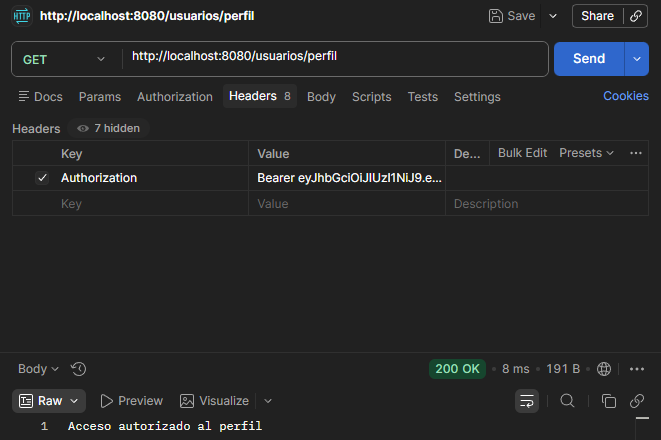 HTTP http://localhost:8080/usuarios/perfil Save Share
GET http://localhost:8080/usuarios/perfil Send
Docs Params Authorization Headers 8 Body Scripts Tests Settings Cookies
Headers 7 hidden
Key Value De... Bulk Edit Presets
Authorization Bearer eyJhbGciOiJIUzI1NiJ9.e...
Key Value Description
Body 200 OK 8 ms 191 B
Raw Preview Visualize
1 Acceso autorizado al perfil